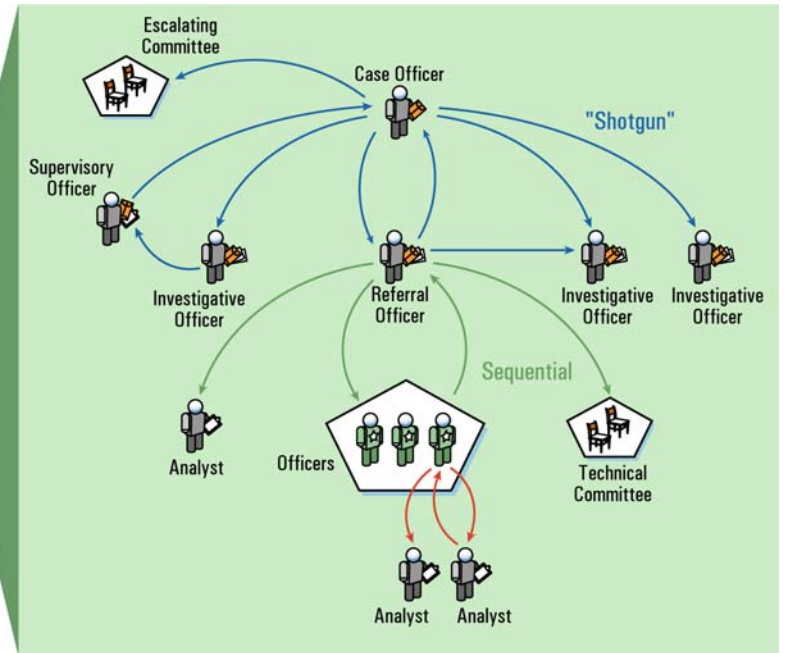 Escalating
Committee
Case Officer
"Shotgun"
Supervisory
Officer
Investigative
Officer
Referral
Officer
Investigative
Officer
Investigative
Officer
Sequential
Analyst
Officers
Technical
Committee
Analyst
Analyst